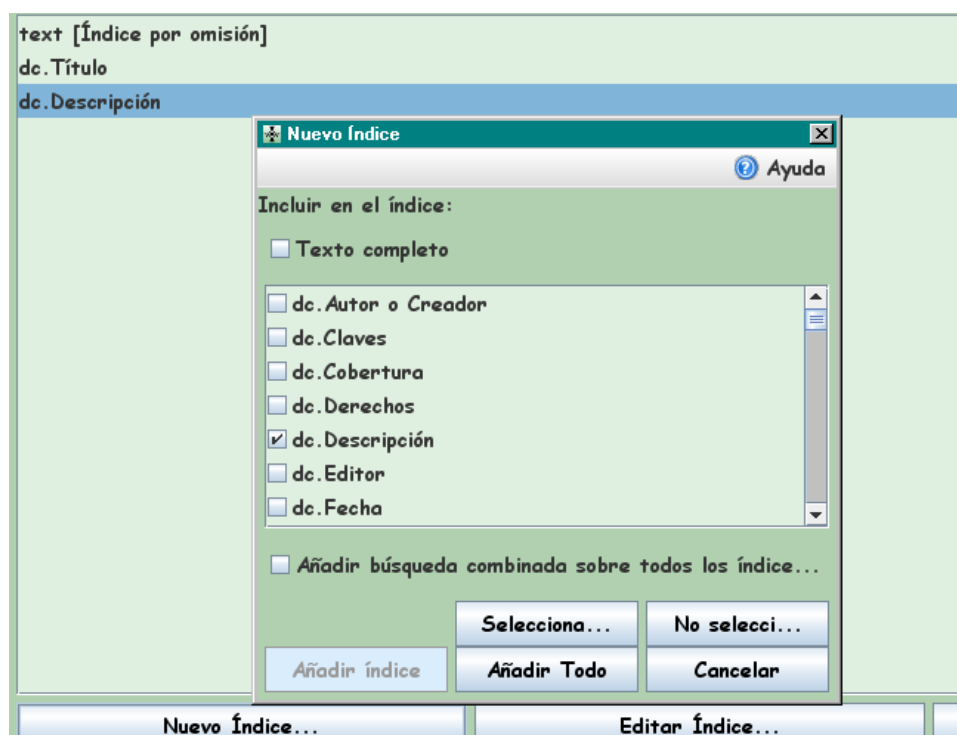 text [Índice por omisión]
dc.Título
dc.Descripción
Nuevo Índice
Ayuda
Incluir en el índice:
Texto completo
dc.Autor o Creador
dc.Claves
dc.Cobertura
dc.Derechos
dc.Descripción
dc.Editor
dc.Fecha
Añadir búsqueda combinada sobre todos los índice...
Selecciona... No selecci...
Añadir índice Añadir Todo Cancelar
Nuevo Índice... Editar Índice...